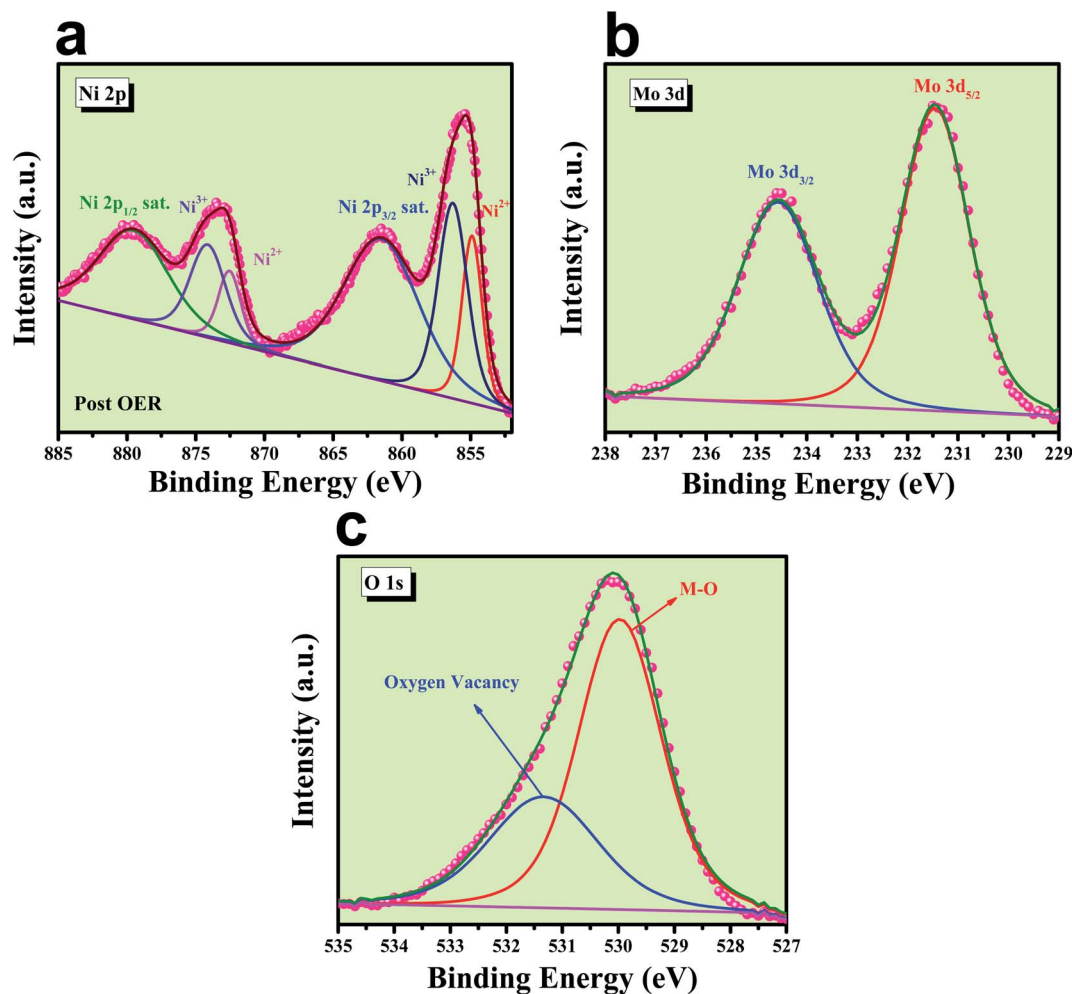 a
Ni 2p
Ni 2p1/2 sat.
Ni3+
Ni2+
Ni 2p3/2 sat.
Ni3+
Ni2+
Post OER
Intensity (a.u.)
885 880 875 870 865 860 855
Binding Energy (eV)
b
Mo 3d
Mo 3d5/2
Mo 3d3/2
Intensity (a.u.)
238 237 236 235 234 233 232 231 230 229
Binding Energy (eV)
c
O 1s
M-O
Oxygen Vacancy
Intensity (a.u.)
535 534 533 532 531 530 529 528 527
Binding Energy (eV)